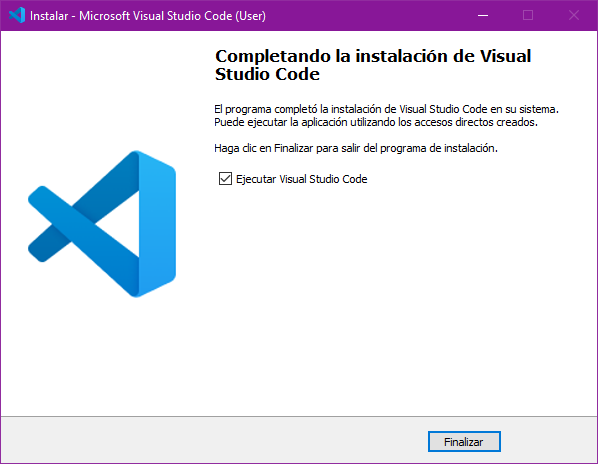 Instalar - Microsoft Visual Studio Code (User)
Completando la instalación de Visual
Studio Code
El programa completó la instalación de Visual Studio Code en su sistema.
Puede ejecutar la aplicación utilizando los accesos directos creados.
Haga clic en Finalizar para salir del programa de instalación.
Ejecutar Visual Studio Code
Finalizar